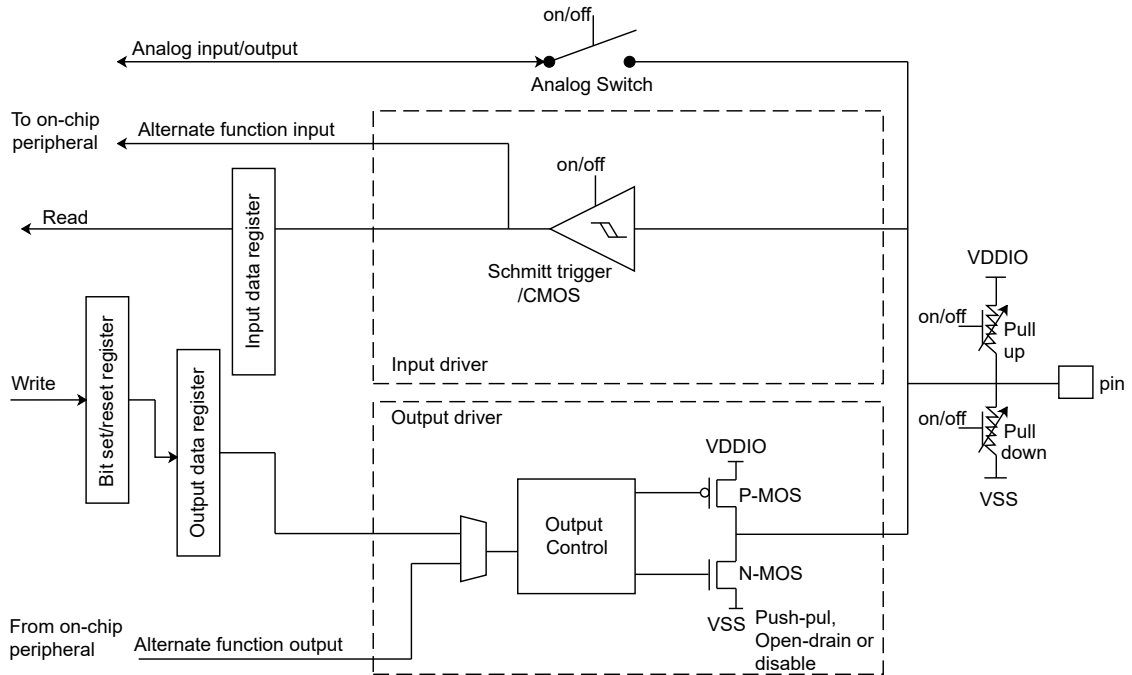 on/off
Analog input/output
Analog Switch
To on-chip
peripheral
Alternate function input
on/off
Read
Input data register
Schmitt trigger
/CMOS
VDDIO
on/off
Pull
up
Input driver
pin
Write
Bit set/reset register
Output data register
Output driver
on/off
Pull
down
VSS
VDDIO
P-MOS
Output
Control
N-MOS
VSS
Push-pul,
Open-drain or
disable
From on-chip
peripheral
Alternate function output